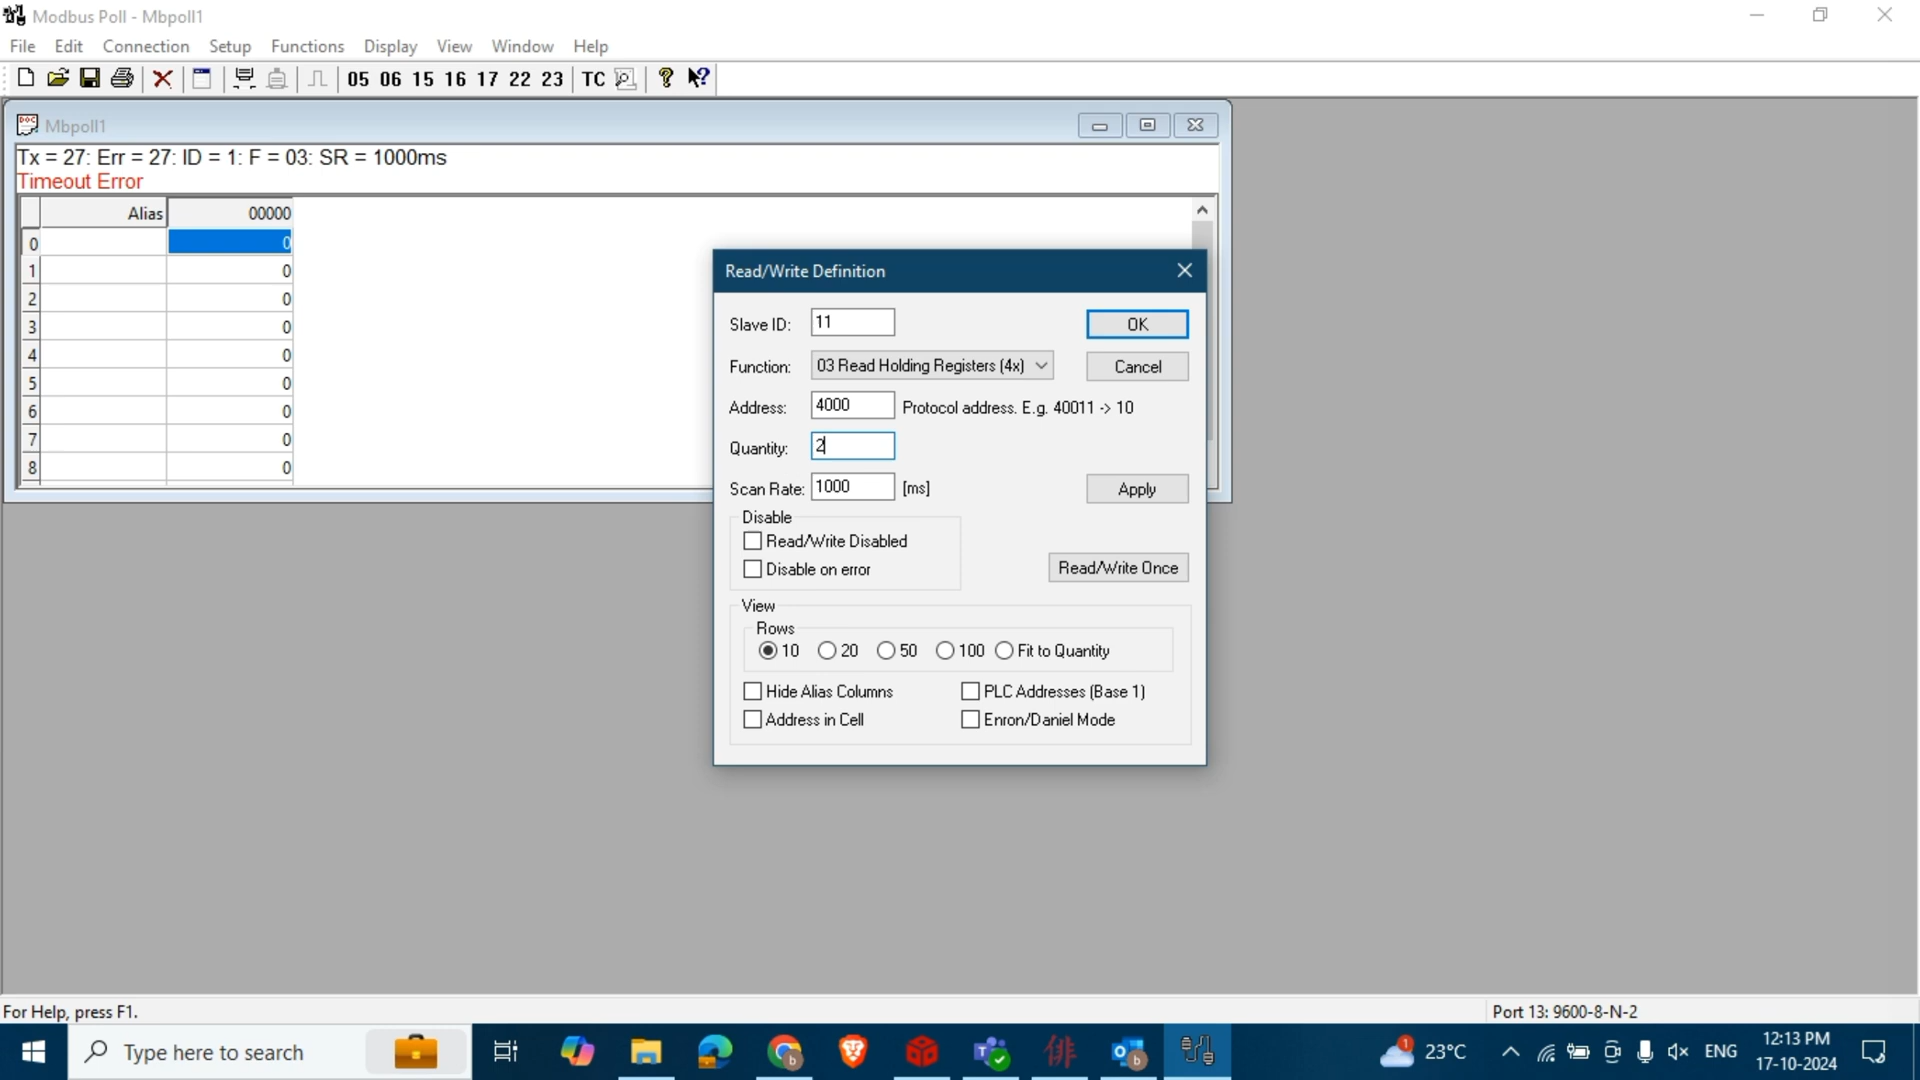 Modbus Poll - Mbpoll1
File Edit Connection Setup Functions Display View Window Help
05 06 15 16 17 22 23 TC
Mbpoll1
Tx = 27: Err = 27: ID = 1: F = 03: SR = 1000ms
Timeout Error
Alias 00000
0 0
1 0
2 0
3 0
4 0
5 0
6 0
7 0
8 0
Read/Write Definition
Slave ID: 11 OK
Function: 03 Read Holding Registers (4x) Cancel
Address: 4000 Protocol address. E.g. 40011 -> 10
Quantity: 2
Scan Rate: 1000 [ms] Apply
Disable
Read/Write Disabled
Disable on error Read/Write Once
View
Rows
10 20 50 100 Fit to Quantity
Hide Alias Columns PLC Addresses (Base 1)
Address in Cell Enron/Daniel Mode
For Help, press F1. Port 13: 9600-8-N-2
Type here to search 23°C ENG 12:13 PM
17-10-2024